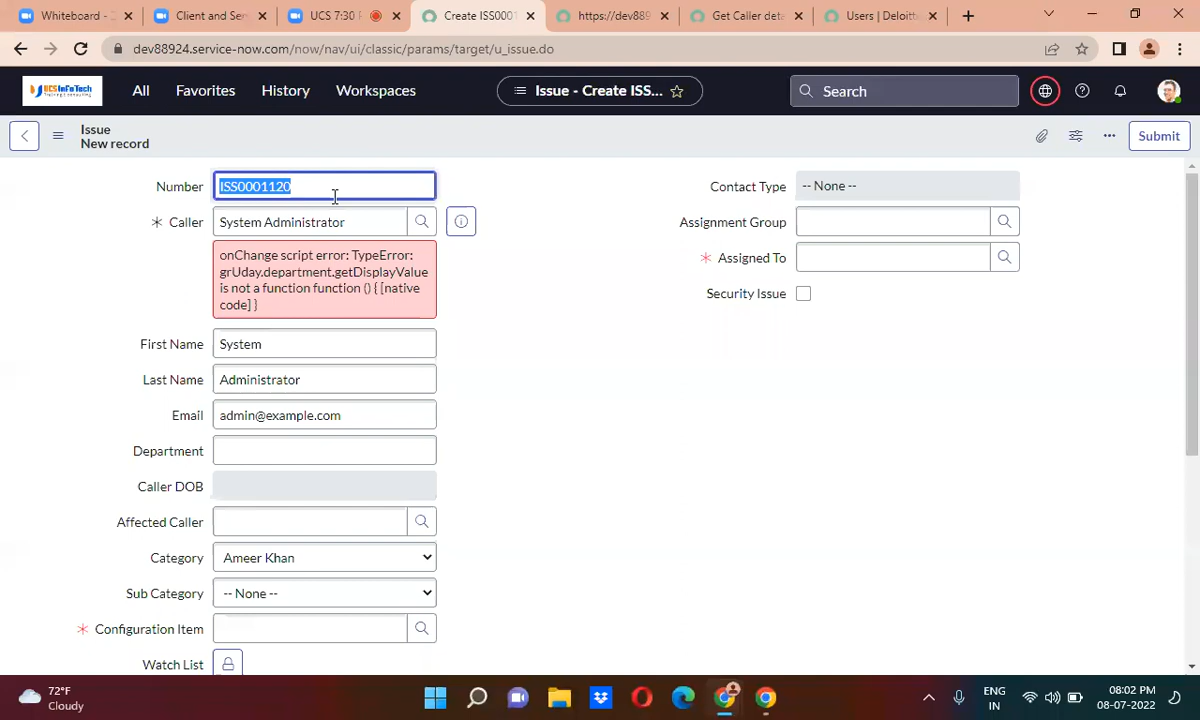 Whiteboard -
Client and Ser
UCS 7:30
Create ISS0001
https://dev889
Get Caller deta
Users | Deloitte
dev88924.service-now.com/now/nav/ui/classic/params/target/u_issue.do
UCSInfoTech
All
Favorites
History
Workspaces
Issue - Create ISS...
Search
Issue
New record
Submit
Number
ISS0001120
Caller
System Administrator
onChange script error: TypeError:
grUday.department.getDisplayValue
is not a function function () { [native
code] }
First Name
System
Last Name
Administrator
Email
admin@example.com
Department
Caller DOB
Affected Caller
Category
Ameer Khan
Sub Category
-- None --
Configuration Item
Watch List
Contact Type
-- None --
Assignment Group
Assigned To
Security Issue
72°F
Cloudy
ENG
IN
08:02 PM
08-07-2022